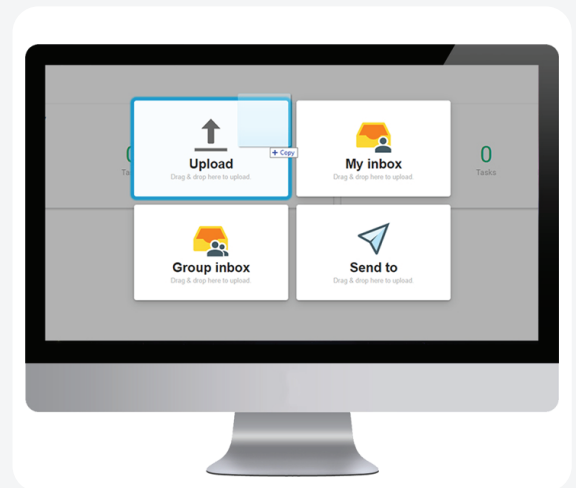 Upload
Drag & drop here to upload.
+ Copy
My inbox
Drag & drop here to upload.
0
Tasks
Group inbox
Drag & drop here to upload.
Send to
Drag & drop here to upload.